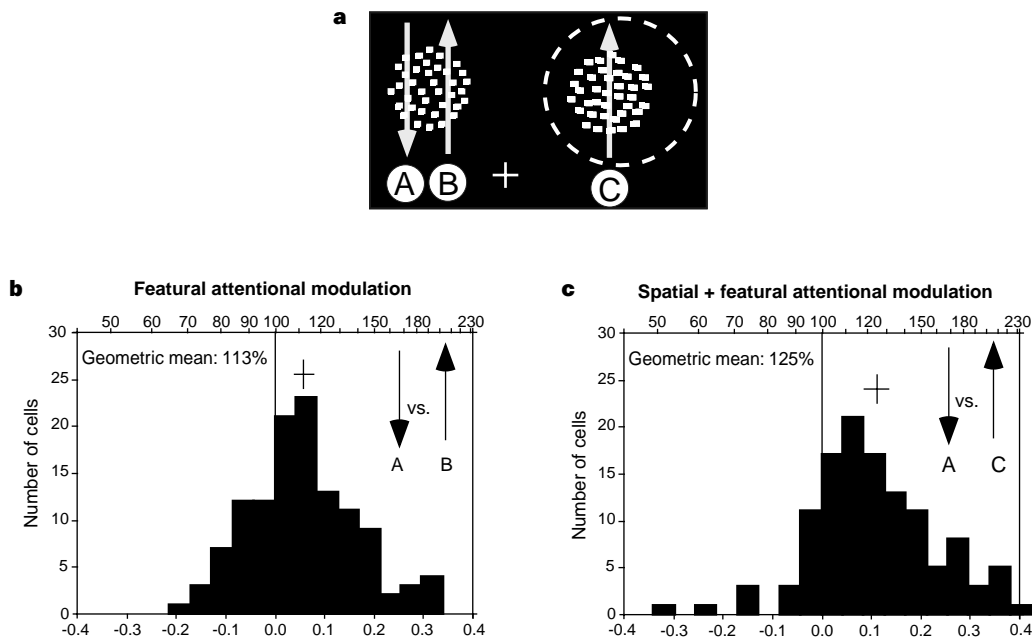 a
A B + C
b
Featural attentional modulation
50 60 70 80 90 100 120 150 180 230
30
25
20
15
10
5
0
Number of cells
Geometric mean: 113%
vs.
A B
-0.4 -0.3 -0.2 -0.1 0.0 0.1 0.2 0.3 0.4
c
Spatial + featural attentional modulation
50 60 70 80 90 100 120 150 180 230
30
25
20
15
10
5
0
Number of cells
Geometric mean: 125%
vs.
A C
-0.4 -0.3 -0.2 -0.1 0.0 0.1 0.2 0.3 0.4